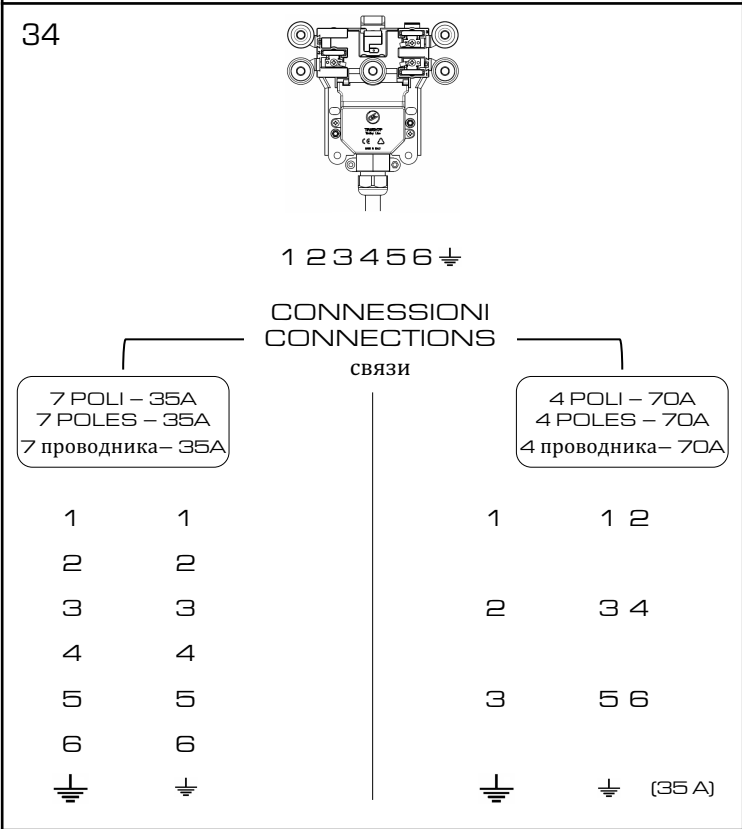 34
CE
1 2 3 4 5 6 ⏚
CONNESSIONI
CONNECTIONS
связи
7 POLI – 35A
7 POLES – 35A
7 проводника– 35A
4 POLI – 70A
4 POLES – 70A
4 проводника– 70A
1 1
2 2
3 3
4 4
5 5
6 6
⏚ ⏚
1 1 2
2 3 4
3 5 6
⏚ ⏚ (35 A)